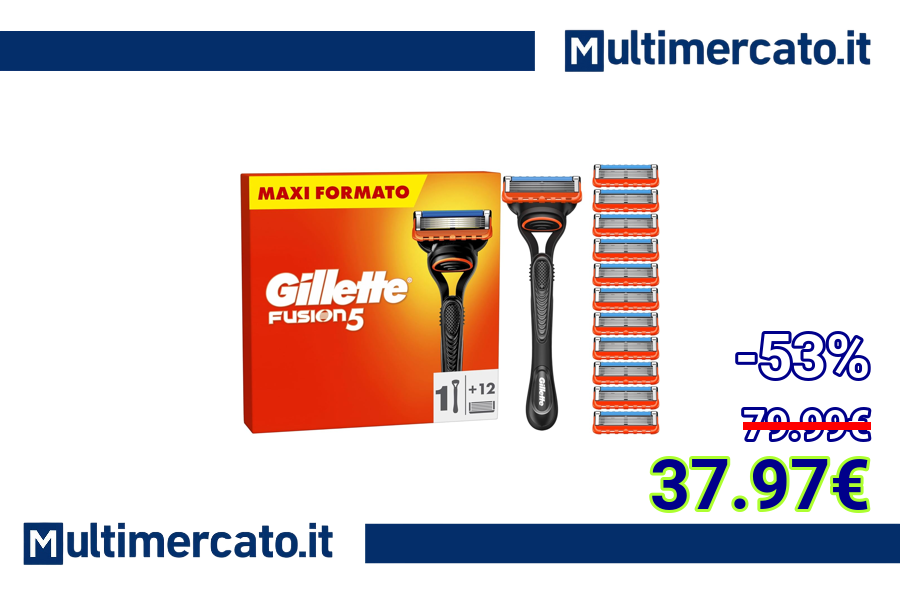 Multimercato.it
MAXI FORMATO
Gillette
FUSION5
1 +12
Gillette
-53%
79.99€
37.97€
Multimercato.it